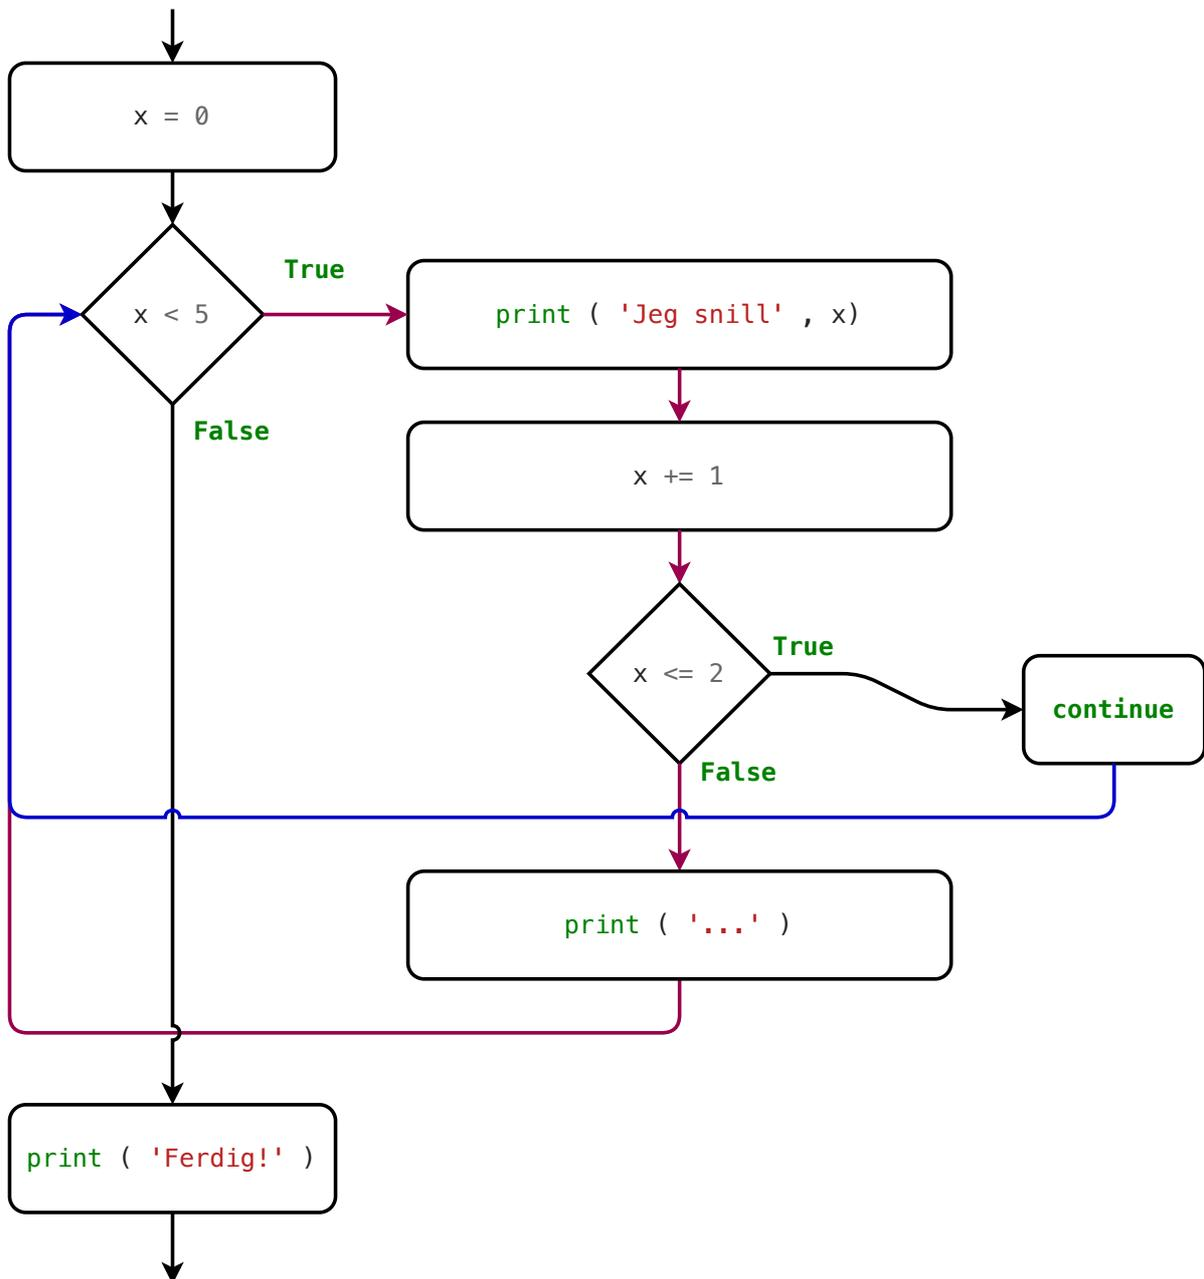 x = 0
x < 5
True
print ( 'Jeg snill' , x)
False
x += 1
x <= 2
True
continue
False
print ( '...' )
print ( 'Ferdig!' )